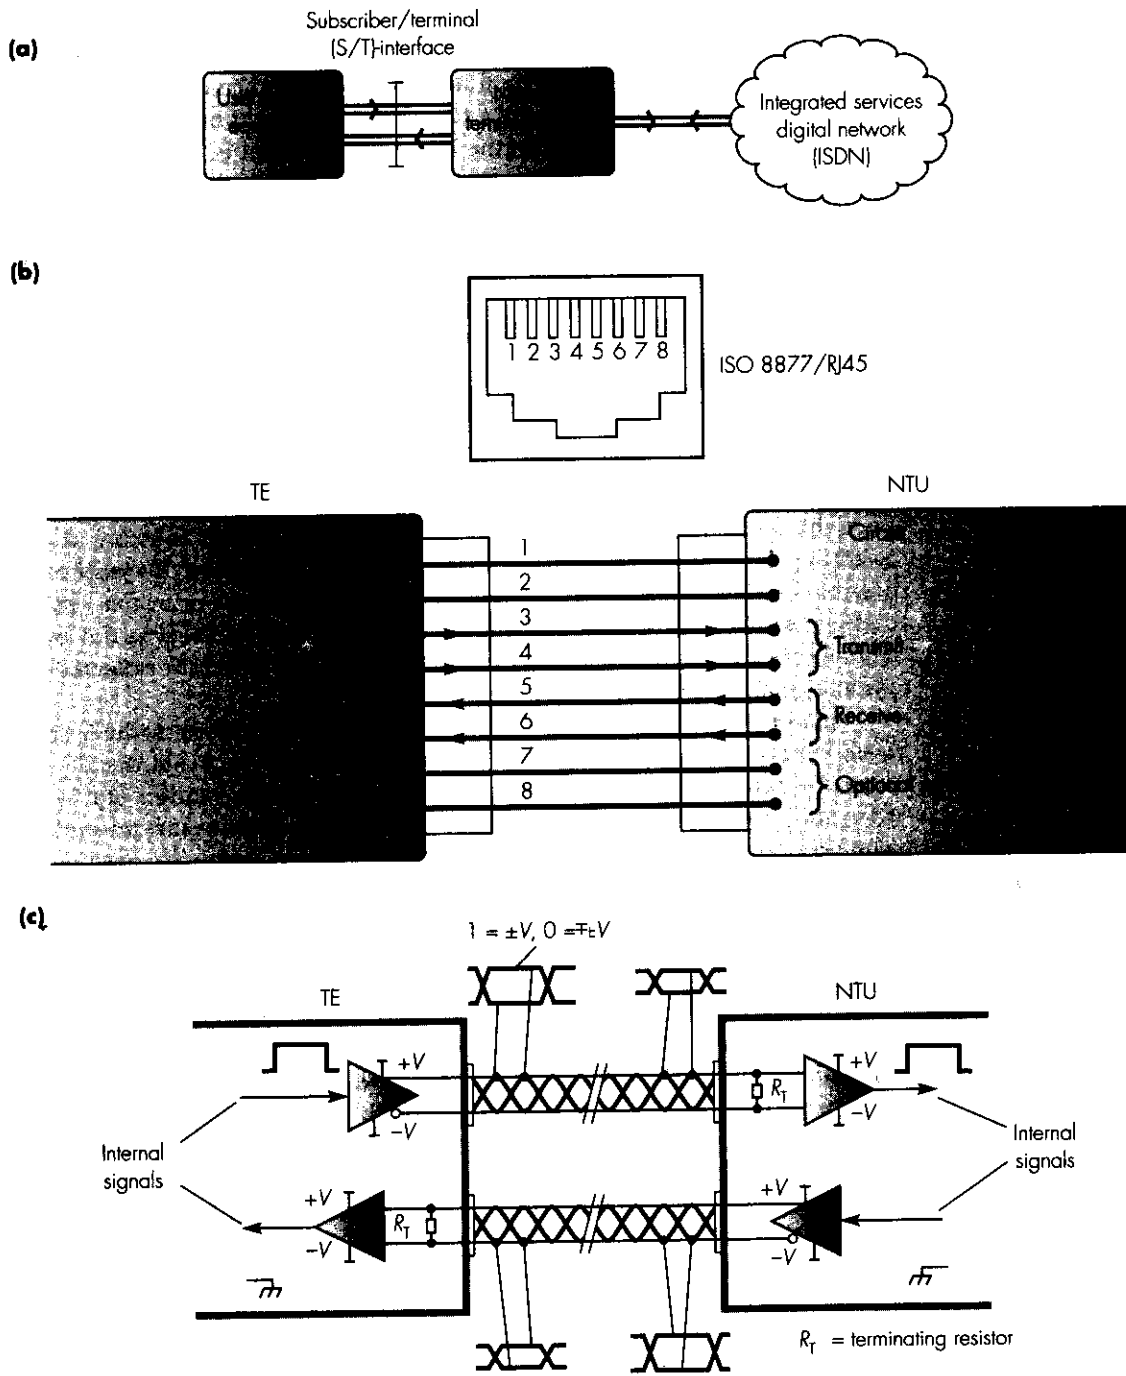 (a)
Subscriber/terminal
(S/T)-interface
Integrated services
digital network
(ISDN)
(b)
1 2 3 4 5 6 7 8
ISO 8877/RJ45
TE
NTU
1
2
3
4
5
6
7
8
Circuit
Transmit
Receive
Optional
(c)
1 = ±V, 0 = ∓V
TE
NTU
+V
−V
R_T
+V
−V
Internal
signals
Internal
signals
+V
−V
R_T
+V
−V
R_T = terminating resistor